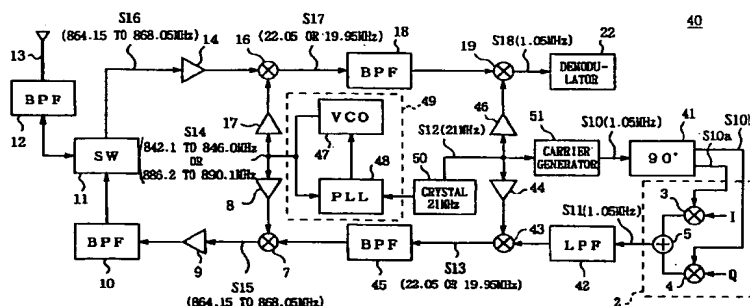 40
S16
(864.15 TO 868.05MHz)
S17
(22.05 OR 19.95MHz)
S18(1.05MHz)
13
14
16
18
19
22
BPF
12
BPF
DEMODU-
LATOR
17
49
VCO
47
46
51
41
S14
842.1 TO 846.0MHz
OR
886.2 TO 890.1MHz
SW
11
S12(21MHz)
CARRIER
GENERATOR
S10(1.05MHz)
90°
S10a
S10b
8
48
PLL
50
CRYSTAL
21MHz
44
S11(1.05MHz)
3
I
5
BPF
10
9
7
BPF
45
43
LPF
42
4
Q
2
S15
(864.15 TO 868.05MHz)
S13
(22.05 OR 19.95MHz)